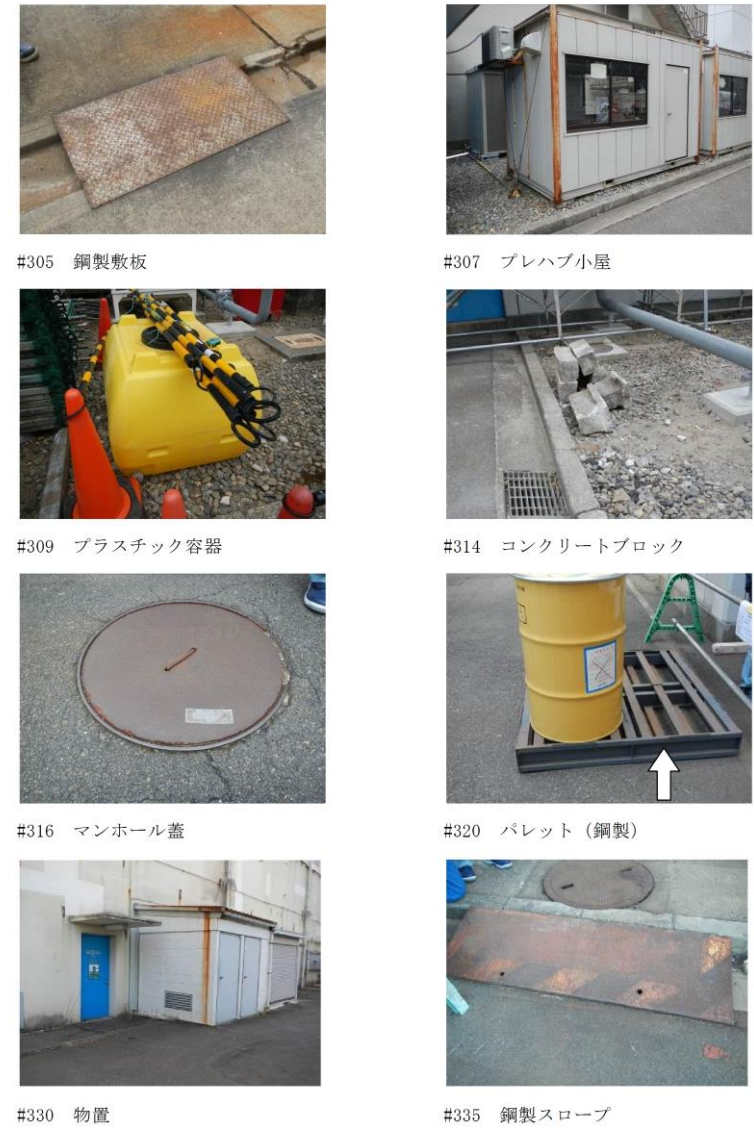 #305 鋼製敷板
#307 プレハブ小屋
#309 プラスチック容器
#314 コンクリートブロック
#316 マンホール蓋
#320 パレット（鋼製）
#330 物置
#335 鋼製スロープ